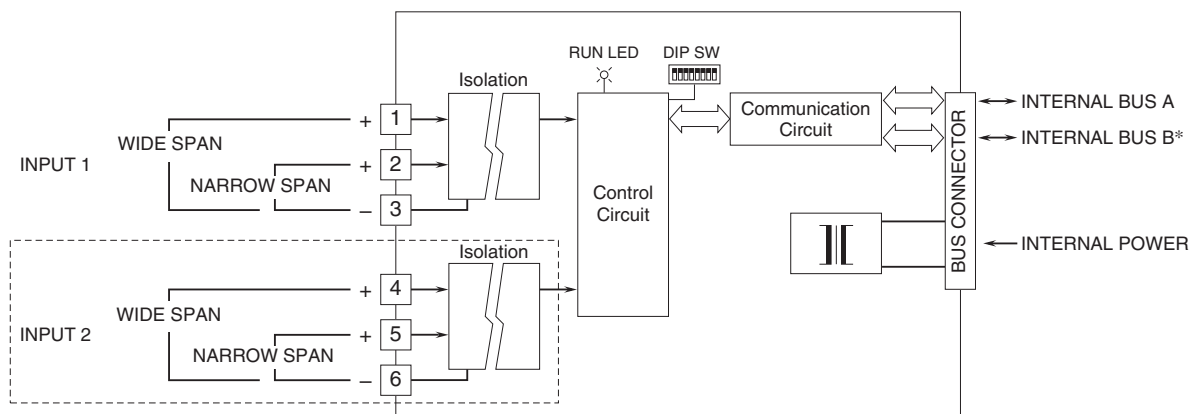 RUN LED
DIP SW
Isolation
INPUT 1
WIDE SPAN
+ 1
NARROW SPAN
+ 2
– 3
Control
Circuit
Communication
Circuit
BUS CONNECTOR
INTERNAL BUS A
INTERNAL BUS B*
INTERNAL POWER
Isolation
INPUT 2
WIDE SPAN
+ 4
NARROW SPAN
+ 5
– 6